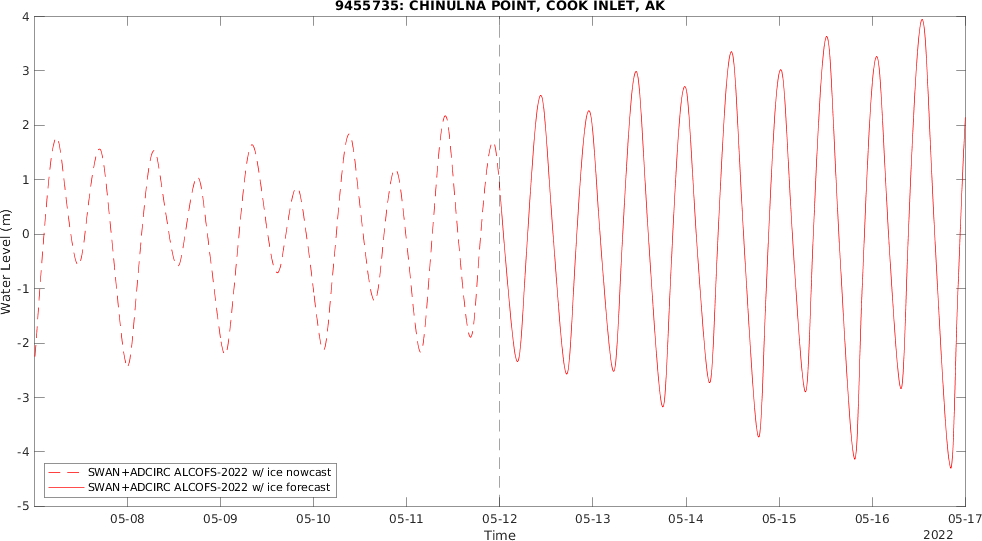 9455735: CHINULNA POINT, COOK INLET, AK
Water Level (m)
4
3
2
1
0
-1
-2
-3
-4
-5
SWAN+ADCIRC ALCOFS-2022 w/ ice nowcast
SWAN+ADCIRC ALCOFS-2022 w/ ice forecast
05-08 05-09 05-10 05-11 05-12 05-13 05-14 05-15 05-16 05-17
Time
2022